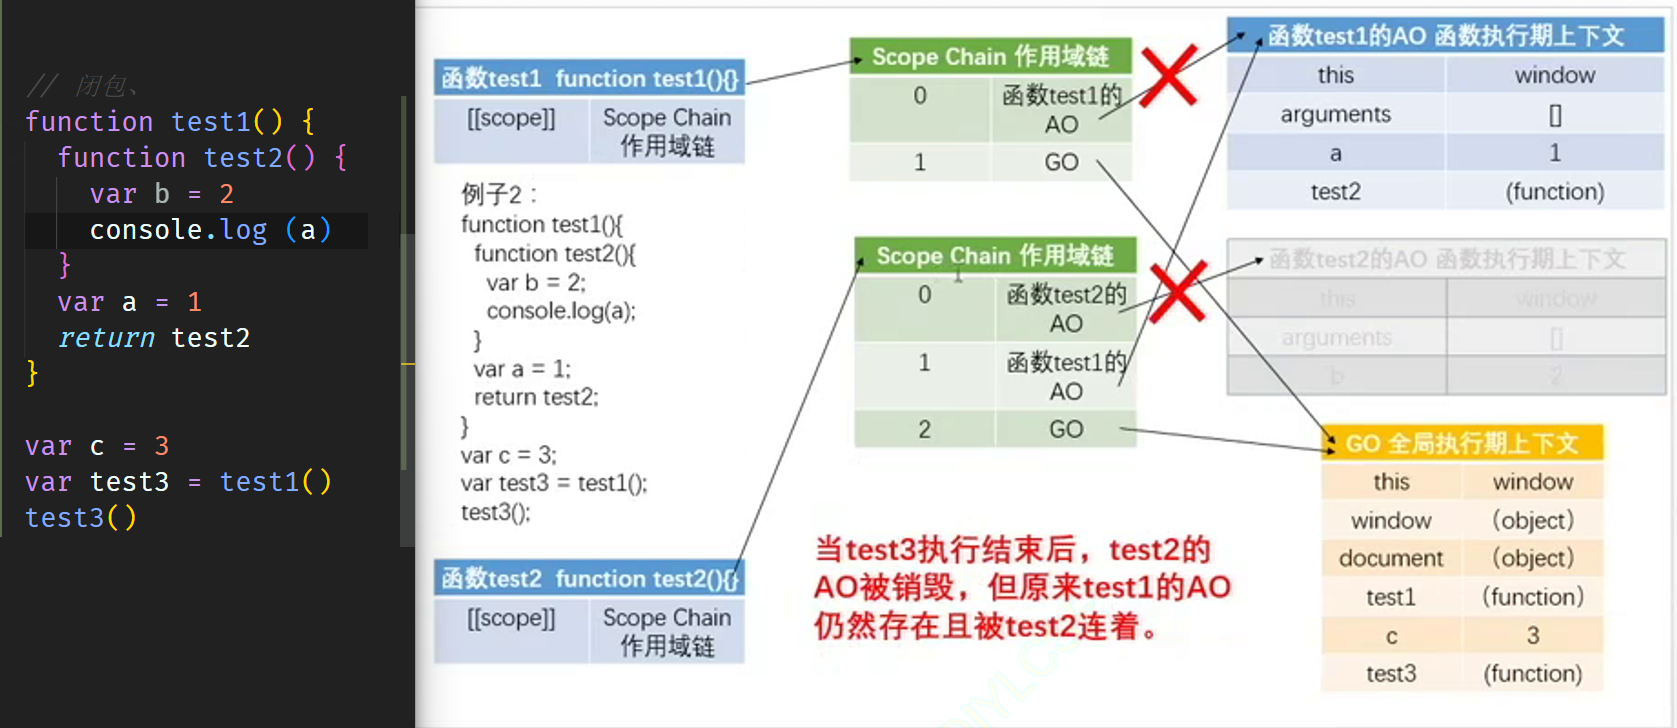 // 闭包、
function test1() {
function test2() {
var b = 2
console.log (a)
}
var a = 1
return test2
}
var c = 3
var test3 = test1()
test3()
函数test1 function test1(){}
[[scope]] Scope Chain
作用域链
例子2：
function test1(){
function test2(){
var b = 2;
console.log(a);
}
var a = 1;
return test2;
}
var c = 3;
var test3 = test1();
test3();
函数test2 function test2(){}
[[scope]] Scope Chain
作用域链
Scope Chain 作用域链
0 函数test1的
AO
1 GO
Scope Chain 作用域链
0 函数test2的
AO
1 函数test1的
AO
2 GO
当test3执行结束后，test2的
AO被销毁，但原来test1的AO
仍然存在且被test2连着。
函数test1的AO 函数执行期上下文
this window
arguments []
a 1
test2 (function)
函数test2的AO 函数执行期上下文
this window
arguments []
b 2
GO 全局执行期上下文
this window
window (object)
document (object)
test1 (function)
c 3
test3 (function)